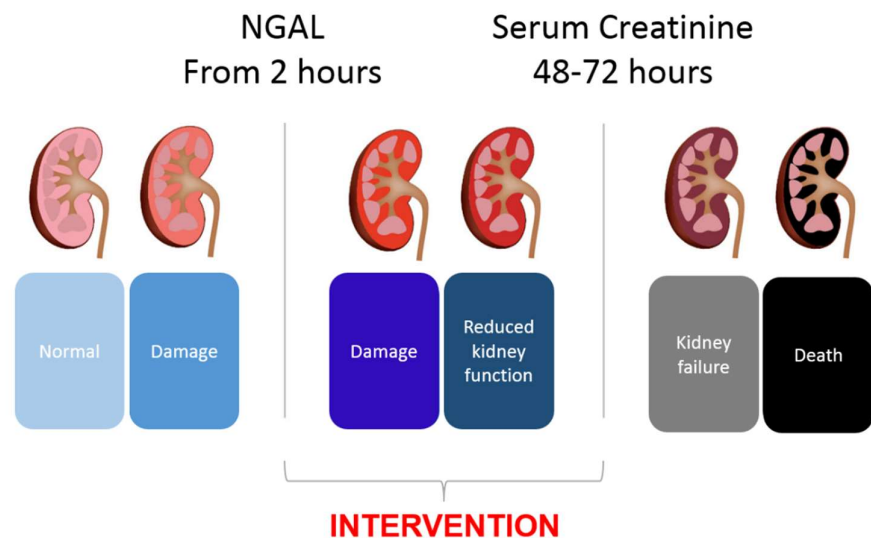 NGAL
From 2 hours
Serum Creatinine
48-72 hours
Normal
Damage
Damage
Reduced
kidney
function
Kidney
failure
Death
INTERVENTION